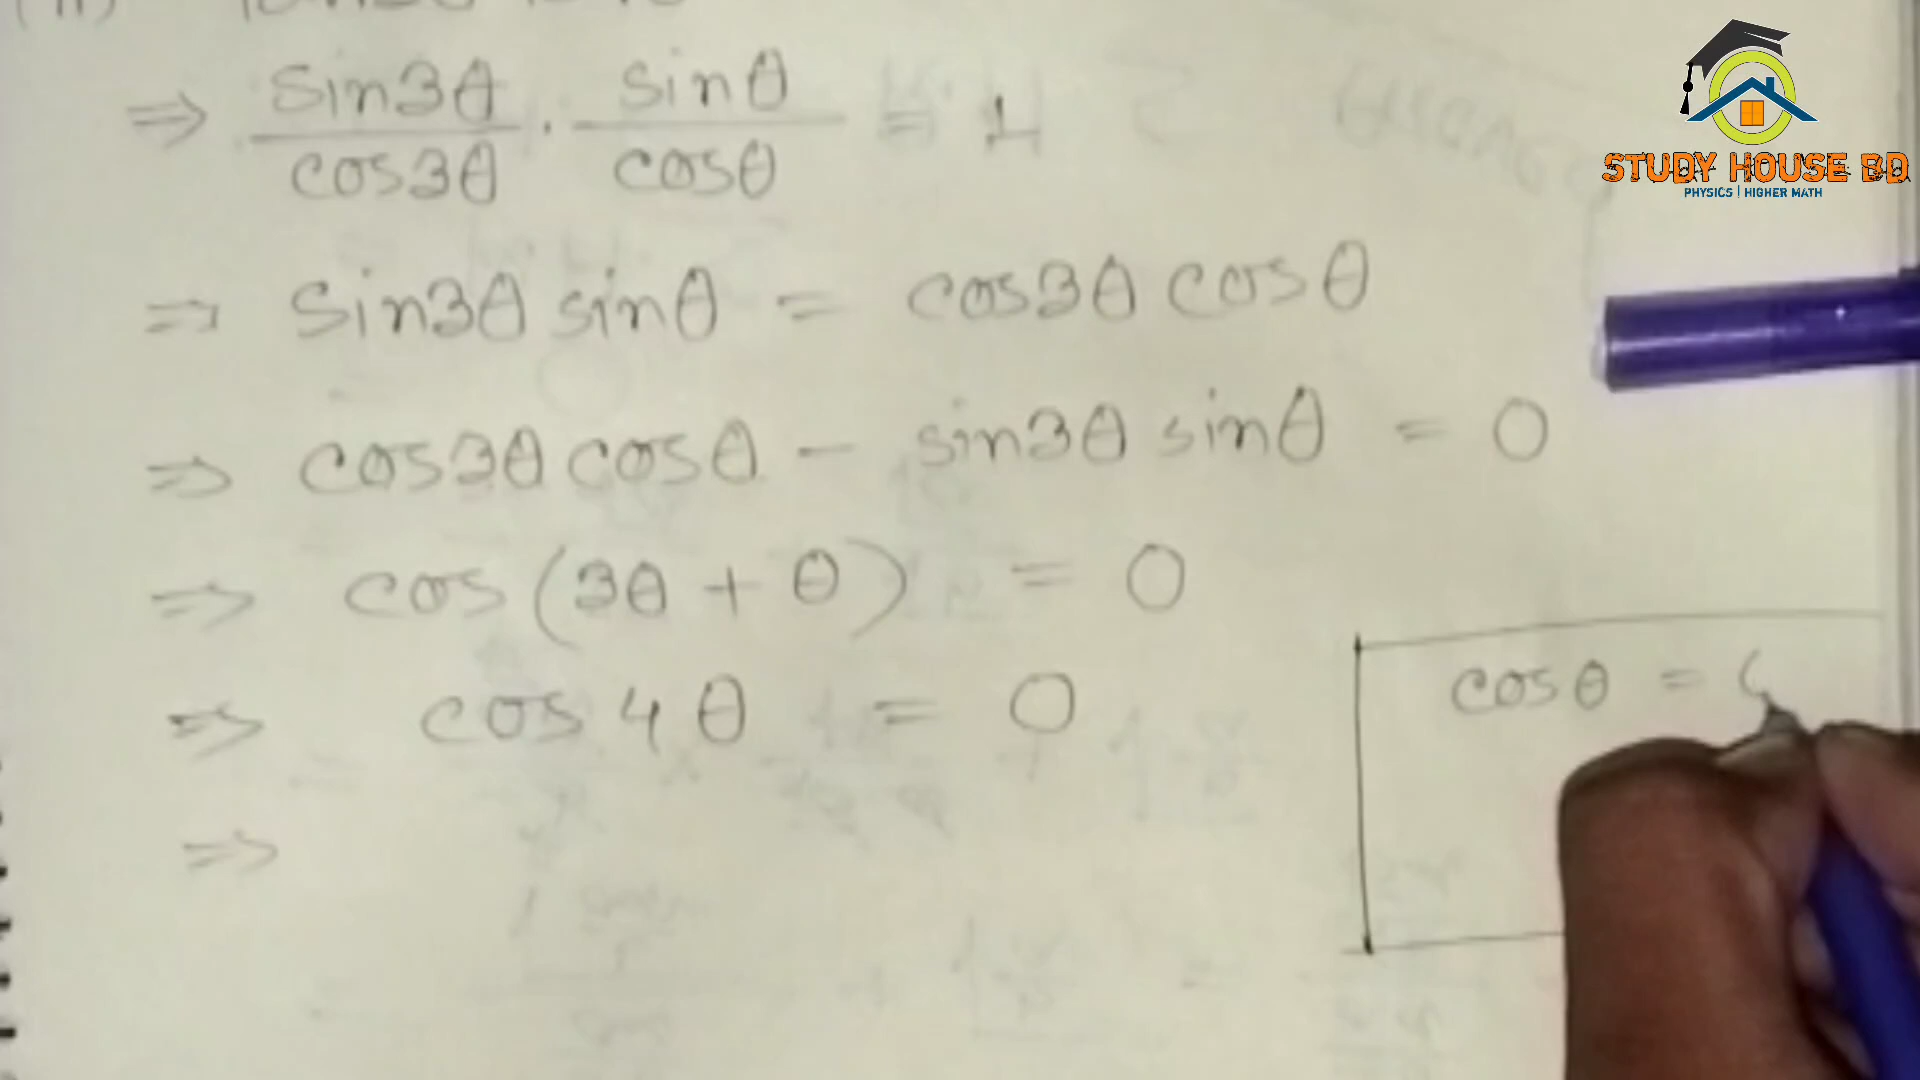 ⇒ sin3θ/cos3θ · sinθ/cosθ = 1
⇒ sin3θ sinθ = cos3θ cosθ
⇒ cos3θ cosθ − sin3θ sinθ = 0
⇒ cos(3θ + θ) = 0
⇒ cos4θ = 0
cosθ =
⇒
STUDY HOUSE BD
PHYSICS | HIGHER MATH